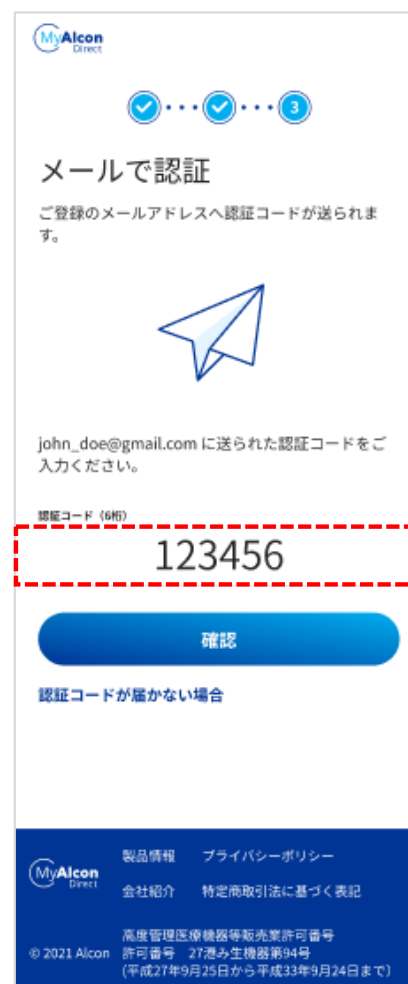 MyAlcon
Direct
3
メールで認証
ご登録のメールアドレスへ認証コードが送られま
す。
john_doe@gmail.com に送られた認証コードをご
入力ください。
認証コード（6桁）
123456
確認
認証コードが届かない場合
MyAlcon
Direct
製品情報 プライバシーポリシー
会社紹介 特定商取引法に基づく表記
© 2021 Alcon
高度管理医療機器等販売業許可番号
許可番号 27港み生機器第94号
(平成27年9月25日から平成33年9月24日まで)